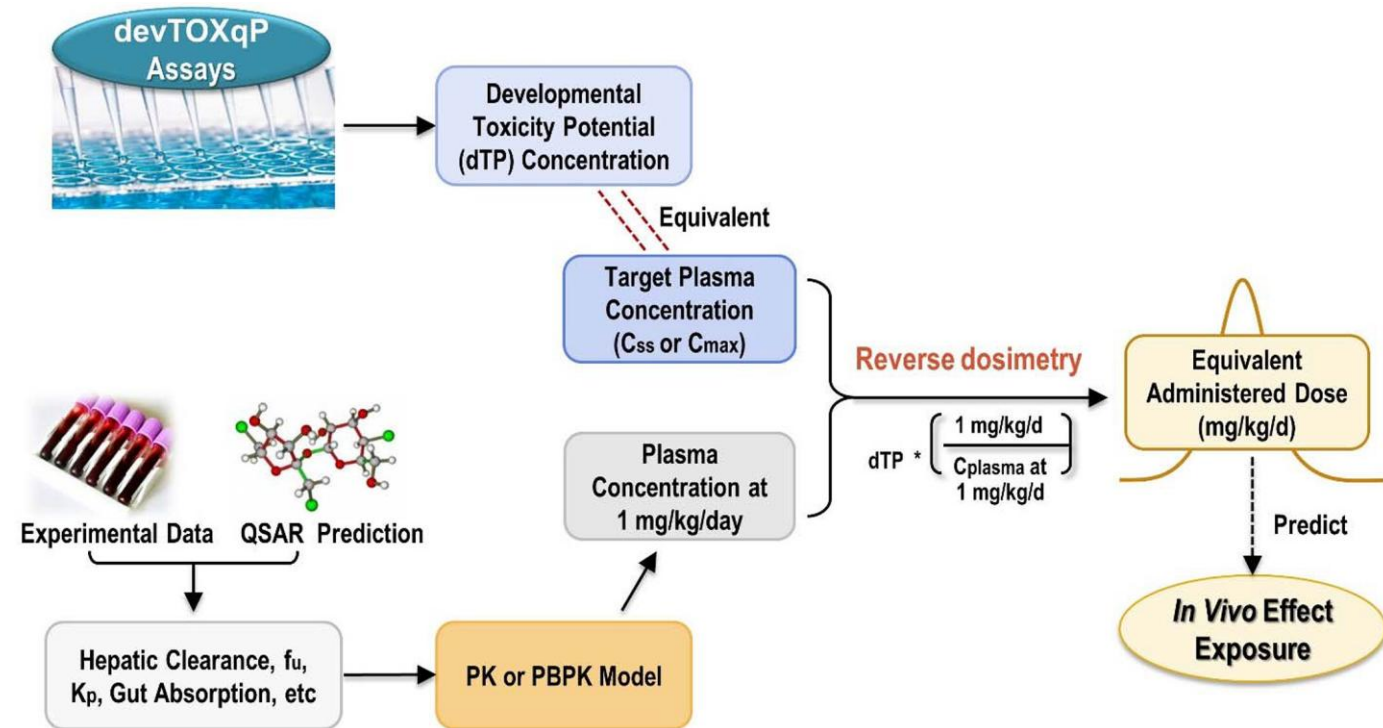 devTOXqP
Assays
Developmental
Toxicity Potential
(dTP) Concentration
Equivalent
Target Plasma
Concentration
(Css or Cmax)
Experimental Data
QSAR Prediction
Hepatic Clearance, fu,
Kp, Gut Absorption, etc
PK or PBPK Model
Plasma
Concentration at
1 mg/kg/day
Reverse dosimetry
dTP *
1 mg/kg/d
Cplasma at
1 mg/kg/d
Equivalent
Administered Dose
(mg/kg/d)
Predict
In Vivo Effect
Exposure